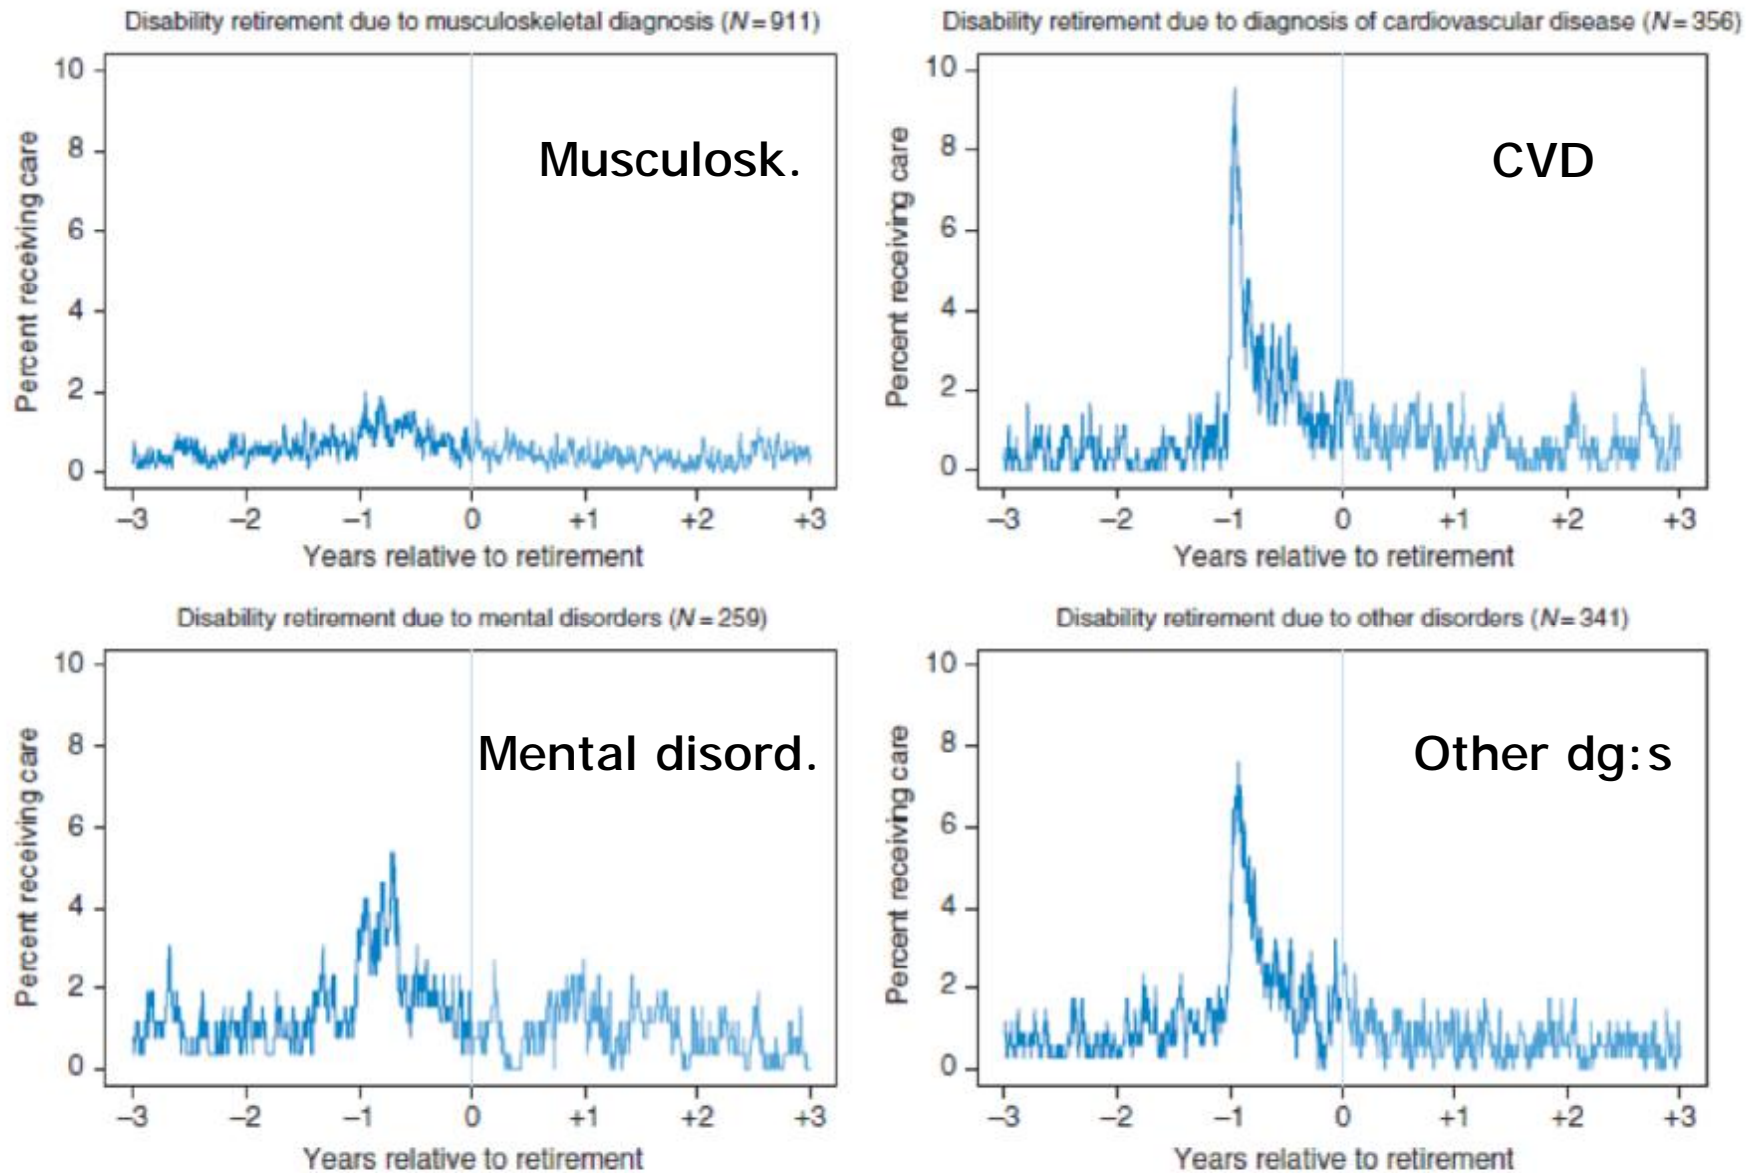 Disability retirement due to musculoskeletal diagnosis (N=911)
10
8
6
4
2
0
Percent receiving care
Musculosk.
–3 –2 –1 0 +1 +2 +3
Years relative to retirement
Disability retirement due to diagnosis of cardiovascular disease (N=356)
10
8
6
4
2
0
Percent receiving care
CVD
–3 –2 –1 0 +1 +2 +3
Years relative to retirement
Disability retirement due to mental disorders (N=259)
10
8
6
4
2
0
Percent receiving care
Mental disord.
–3 –2 –1 0 +1 +2 +3
Years relative to retirement
Disability retirement due to other disorders (N=341)
10
8
6
4
2
0
Percent receiving care
Other dg:s
–3 –2 –1 0 +1 +2 +3
Years relative to retirement